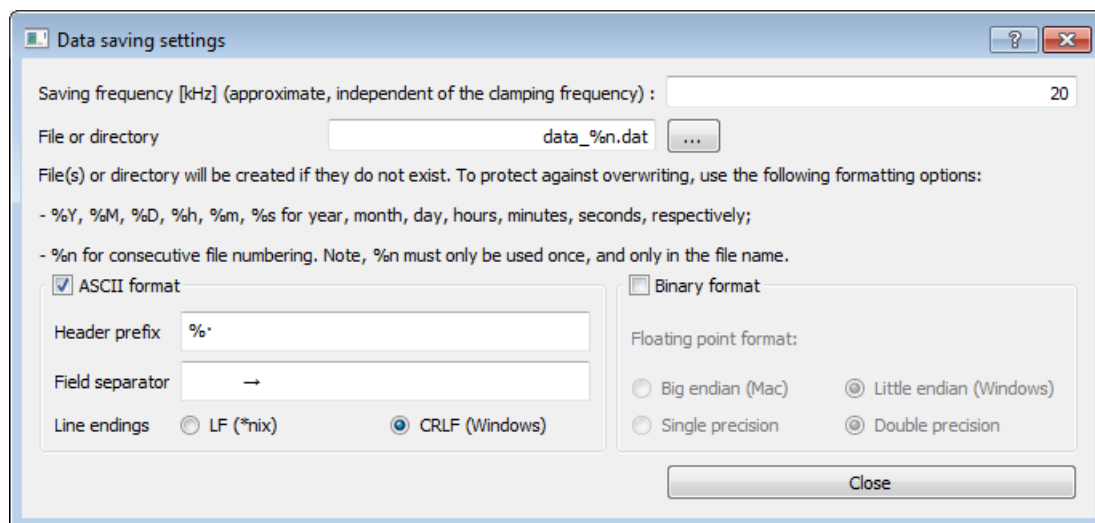 Data saving settings
Saving frequency [kHz] (approximate, independent of the clamping frequency) : 20
File or directory data_%n.dat ...
File(s) or directory will be created if they do not exist. To protect against overwriting, use the following formatting options:
- %Y, %M, %D, %h, %m, %s for year, month, day, hours, minutes, seconds, respectively;
- %n for consecutive file numbering. Note, %n must only be used once, and only in the file name.
ASCII format
Header prefix %·
Field separator →
Line endings LF (*nix) CRLF (Windows)
Binary format
Floating point format:
Big endian (Mac) Little endian (Windows)
Single precision Double precision
Close